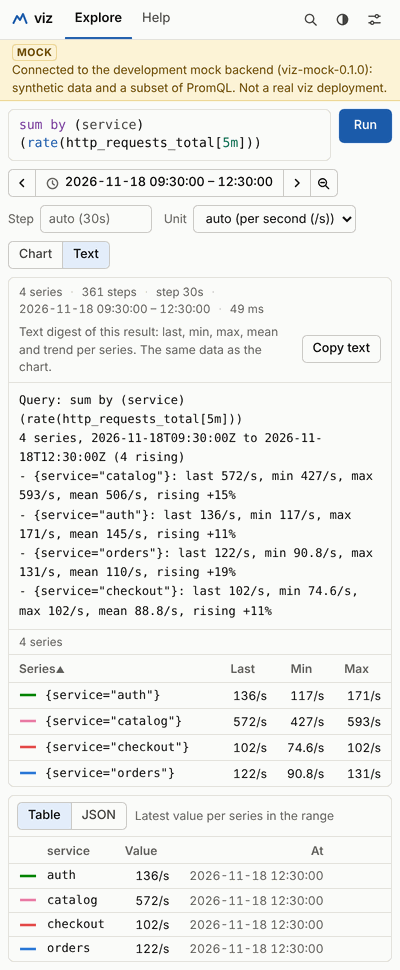 viz Explore Help
MOCK
Connected to the development mock backend (viz-mock-0.1.0):
synthetic data and a subset of PromQL. Not a real viz deployment.
sum by (service)
(rate(http_requests_total[5m]))
Run
2026-11-18 09:30:00 – 12:30:00
Step auto (30s) Unit auto (per second (/s))
Chart Text
4 series · 361 steps · step 30s ·
2026-11-18 09:30:00 – 12:30:00 · 49 ms
Text digest of this result: last, min, max, mean
and trend per series. The same data as the
chart.
Copy text
Query: sum by (service)
(rate(http_requests_total[5m]))
4 series, 2026-11-18T09:30:00Z to 2026-11-
18T12:30:00Z (4 rising)
- {service="catalog"}: last 572/s, min 427/s, max
593/s, mean 506/s, rising +15%
- {service="auth"}: last 136/s, min 117/s, max
171/s, mean 145/s, rising +11%
- {service="orders"}: last 122/s, min 90.8/s, max
131/s, mean 110/s, rising +19%
- {service="checkout"}: last 102/s, min 74.6/s,
max 102/s, mean 88.8/s, rising +11%
4 series
Series▲ Last Min Max
{service="auth"} 136/s 117/s 171/s
{service="catalog"} 572/s 427/s 593/s
{service="checkout"} 102/s 74.6/s 102/s
{service="orders"} 122/s 90.8/s 131/s
Table JSON Latest value per series in the range
service Value At
auth 136/s 2026-11-18 12:30:00
catalog 572/s 2026-11-18 12:30:00
checkout 102/s 2026-11-18 12:30:00
orders 122/s 2026-11-18 12:30:00